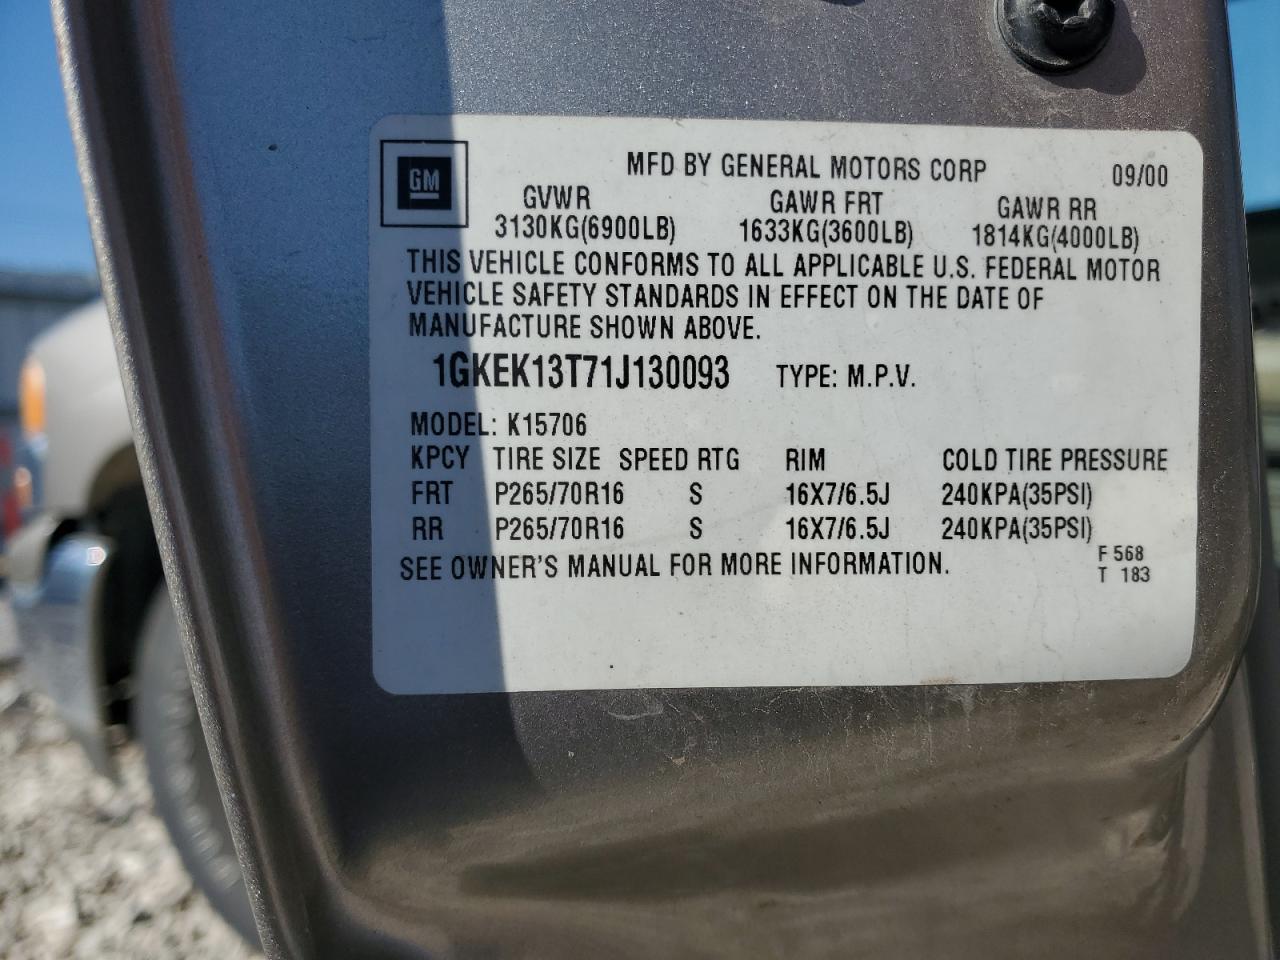 GM
MFD BY GENERAL MOTORS CORP 09/00
GVWR GAWR FRT GAWR RR
3130KG(6900LB) 1633KG(3600LB) 1814KG(4000LB)
THIS VEHICLE CONFORMS TO ALL APPLICABLE U.S. FEDERAL MOTOR
VEHICLE SAFETY STANDARDS IN EFFECT ON THE DATE OF
MANUFACTURE SHOWN ABOVE.
1GKEK13T71J130093 TYPE: M.P.V.
MODEL: K15706
KPCY TIRE SIZE SPEED RTG RIM COLD TIRE PRESSURE
FRT P265/70R16 S 16X7/6.5J 240KPA(35PSI)
RR P265/70R16 S 16X7/6.5J 240KPA(35PSI)
SEE OWNER'S MANUAL FOR MORE INFORMATION.
F 568
T 183